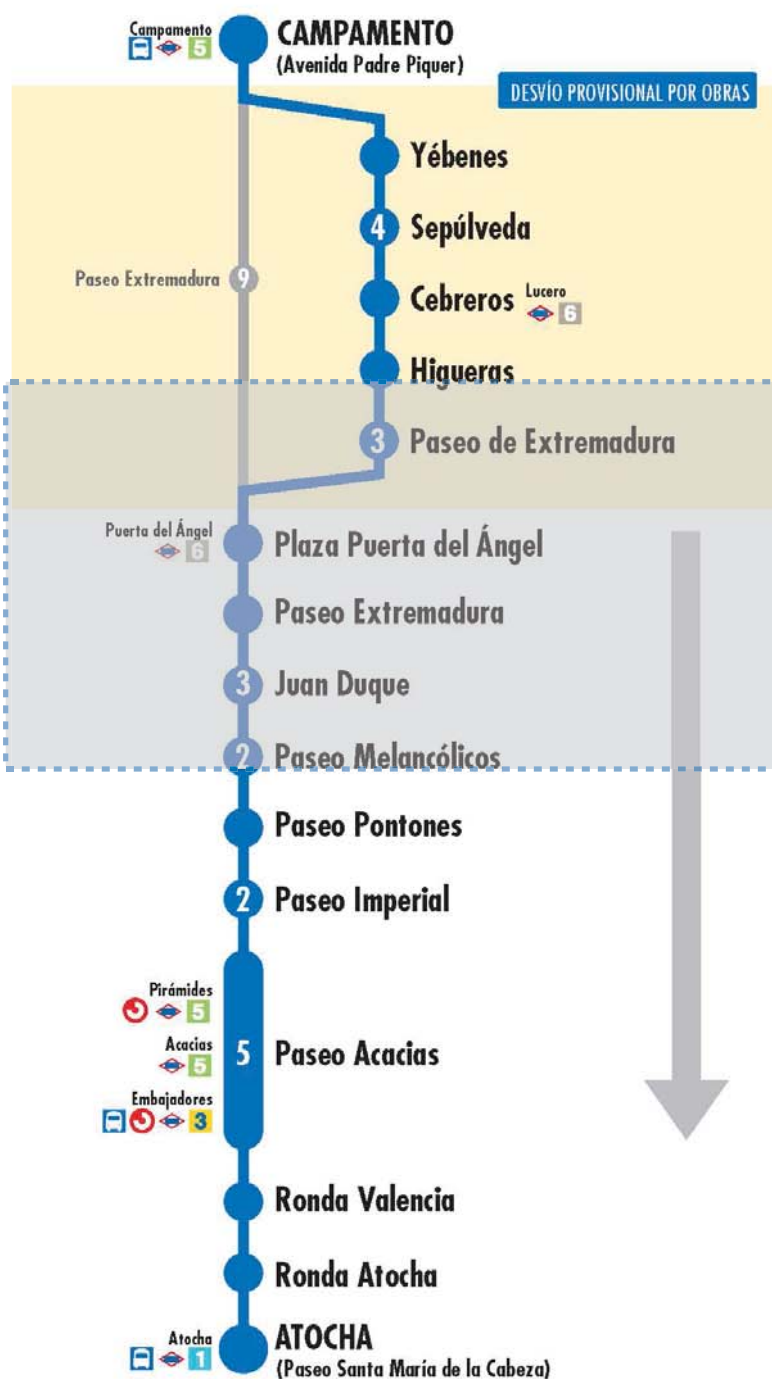 Campamento
5
CAMPAMENTO
(Avenida Padre Piquer)
DESVÍO PROVISIONAL POR OBRAS
Yébenes
4 Sepúlveda
Paseo Extremadura 9
Cebreros Lucero
6
Higueras
3 Paseo de Extremadura
Puerta del Ángel
6
Plaza Puerta del Ángel
Paseo Extremadura
3 Juan Duque
2 Paseo Melancólicos
Paseo Pontones
2 Paseo Imperial
Pirámides
5
Acacias
5
5 Paseo Acacias
Embajadores
3
Ronda Valencia
Ronda Atocha
Atocha
1
ATOCHA
(Paseo Santa María de la Cabeza)